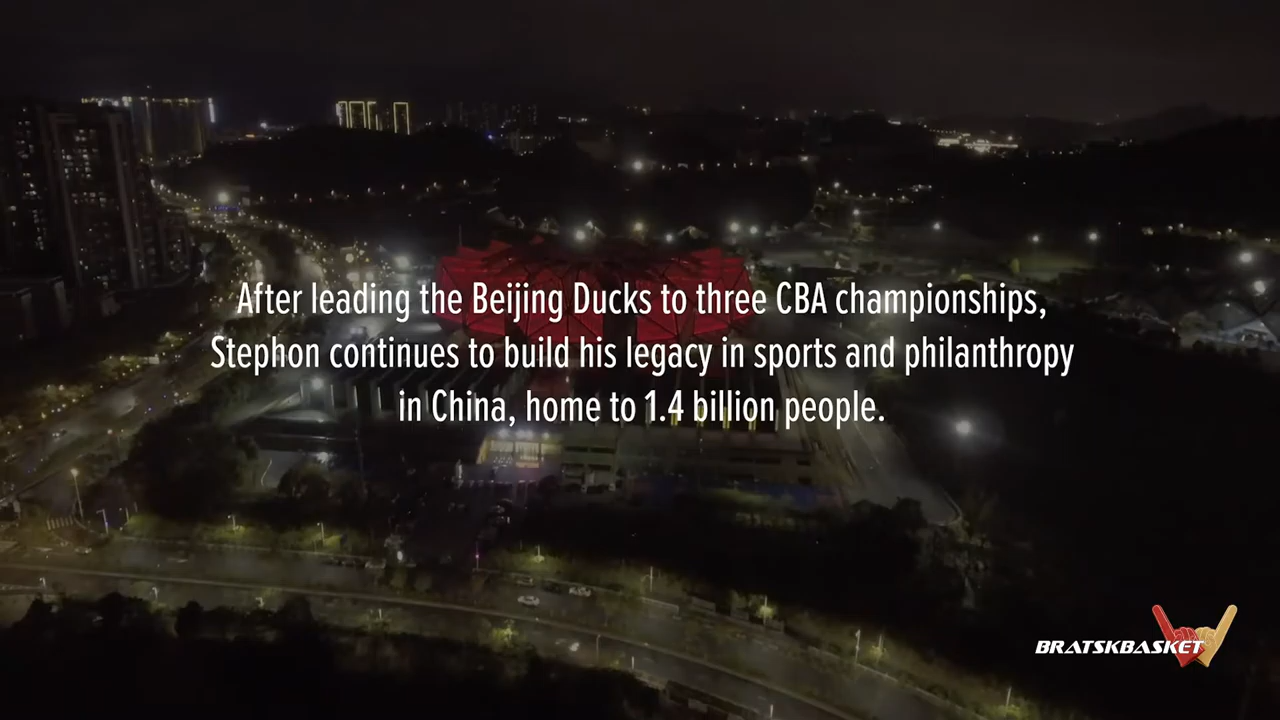 After leading the Beijing Ducks to three CBA championships,
Stephon continues to build his legacy in sports and philanthropy
in China, home to 1.4 billion people.
BRATSKBASKET